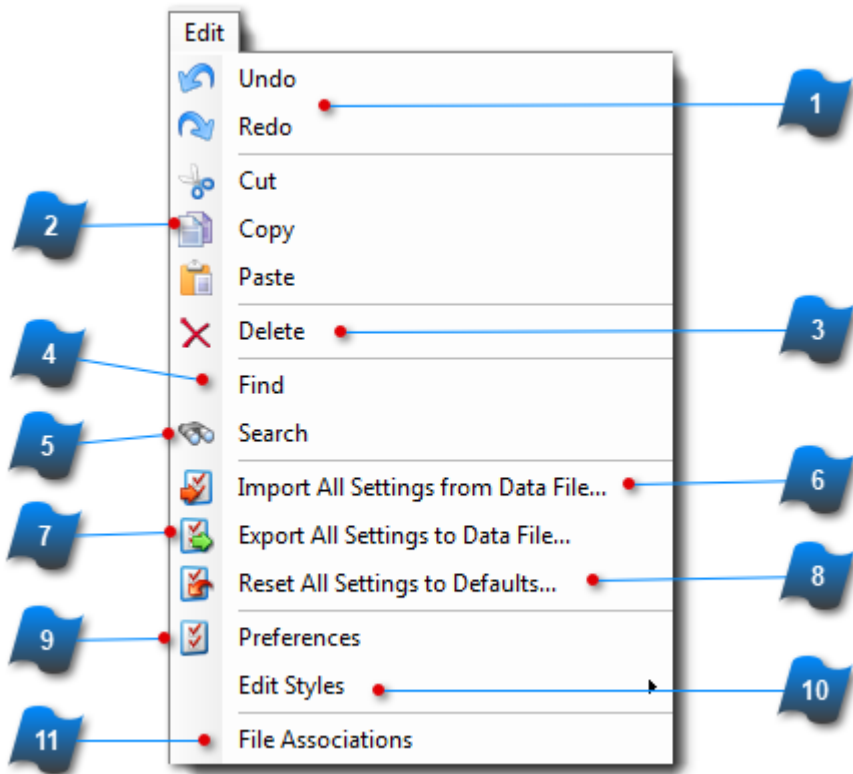 Edit
Undo
1
Redo
Cut
2
Copy
Paste
Delete
3
4
Find
5
Search
Import All Settings from Data File...
6
7
Export All Settings to Data File...
Reset All Settings to Defaults...
8
9
Preferences
Edit Styles
10
11
File Associations